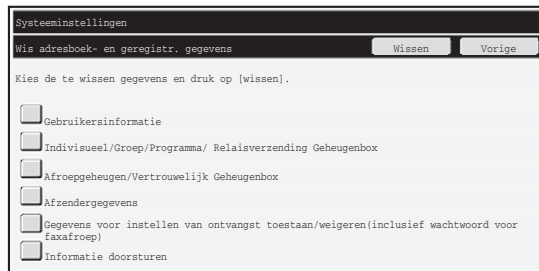 Systeeminstellingen
Wis adresboek- en geregistr. gegevens
Wissen
Vorige
Kies de te wissen gegevens en druk op [wissen].
Gebruikersinformatie
Indivisueel/Groep/Programma/ Relaisverzending Geheugenbox
Afroepgeheugen/Vertrouwelijk Geheugenbox
Afzendergegevens
Gegevens voor instellen van ontvangst toestaan/weigeren(inclusief wachtwoord voor
faxafroep)
Informatie doorsturen